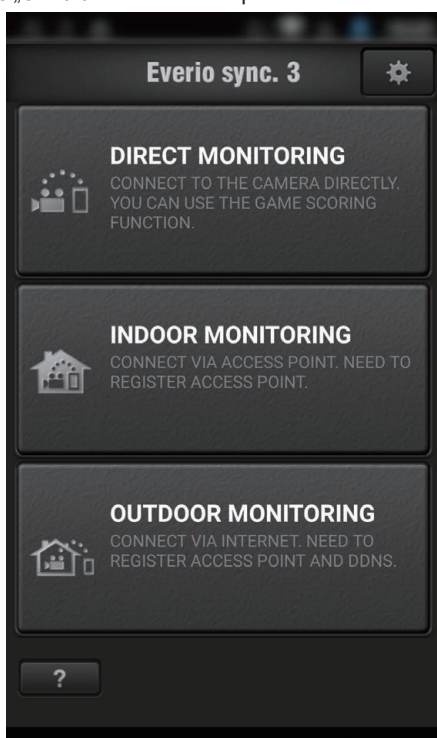 Everio sync. 3
DIRECT MONITORING
CONNECT TO THE CAMERA DIRECTLY.
YOU CAN USE THE GAME SCORING
FUNCTION.
INDOOR MONITORING
CONNECT VIA ACCESS POINT. NEED TO
REGISTER ACCESS POINT.
OUTDOOR MONITORING
CONNECT VIA INTERNET. NEED TO
REGISTER ACCESS POINT AND DDNS.
?